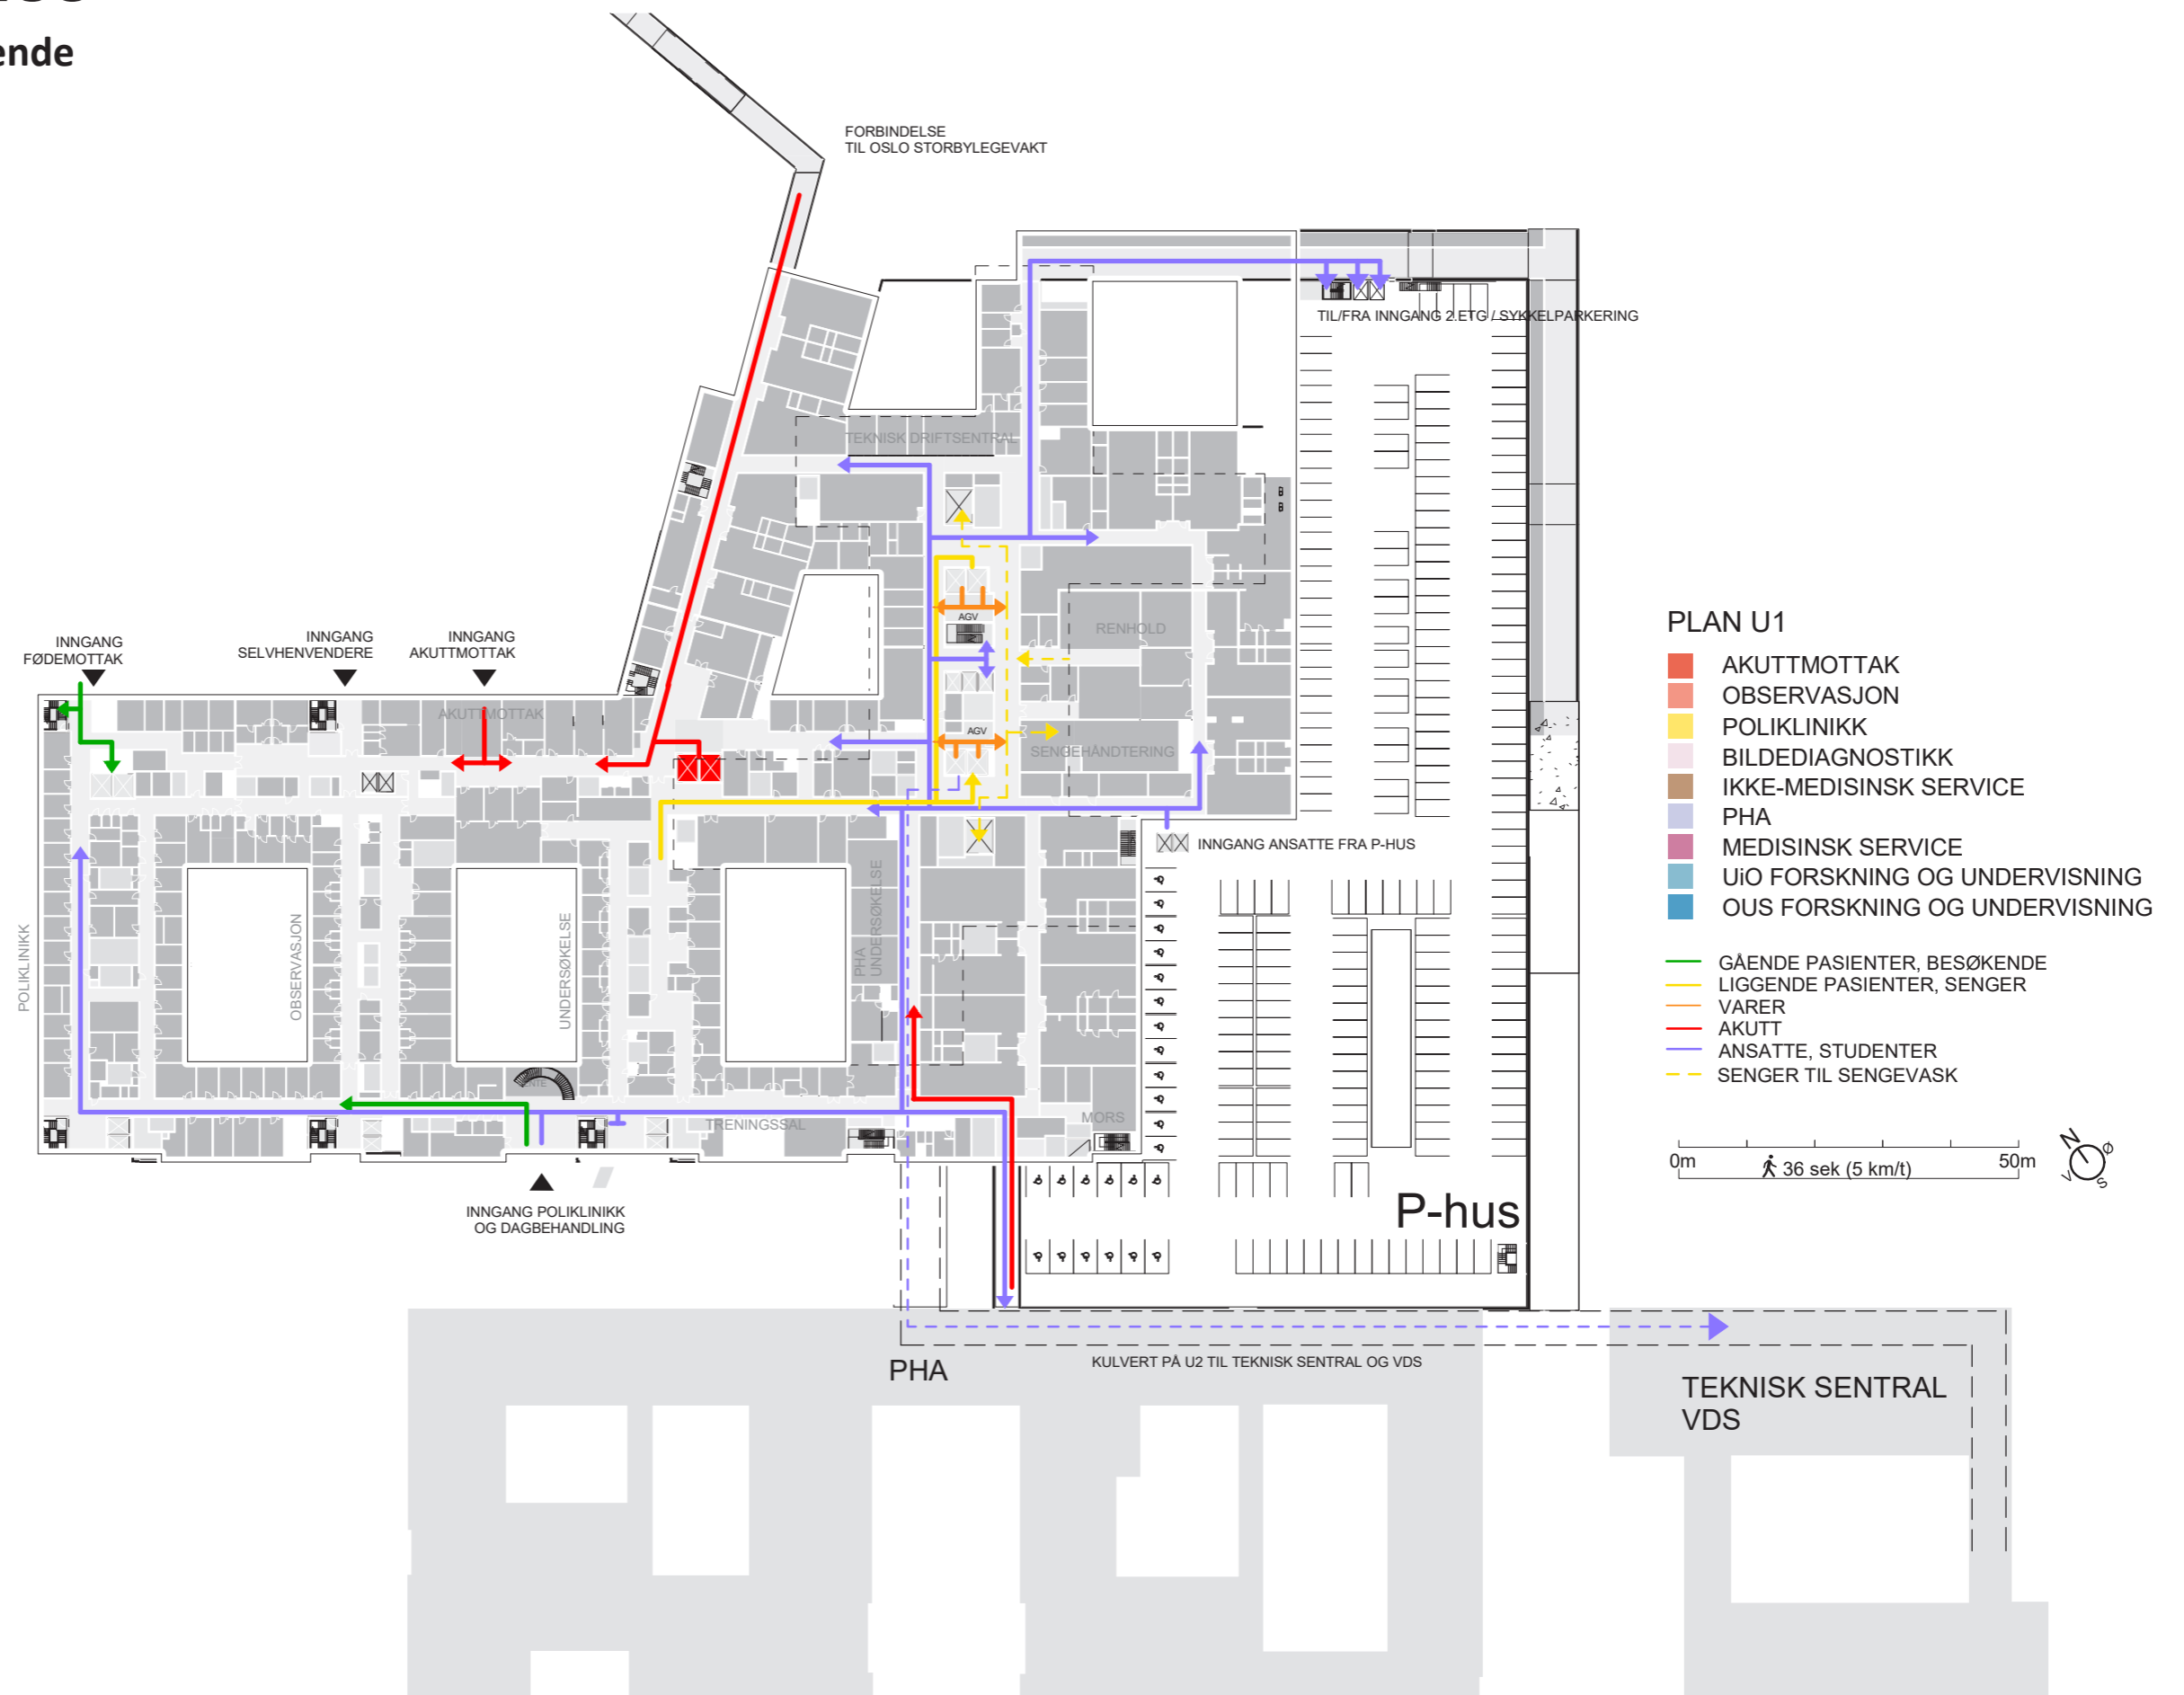 ende
FORBINDELSE
TIL OSLO STORBYLEGEVAKT
TIL/FRA INNGANG 2.ETG / SYKKELPARKERING
TEKNISK DRIFTSENTRAL
AGV
RENHOLD
AGV
SENGEHÅNDTERING
INNGANG
FØDEMOTTAK
INNGANG
SELVHENVENDERE
INNGANG
AKUTTMOTTAK
AKUTTMOTTAK
INNGANG ANSATTE FRA P-HUS
POLIKLINIKK
OBSERVASJON
UNDERSØKELSE
PHA
UNDERSØKELSE
TRENINGSSAL
MORS
INNGANG POLIKLINIKK
OG DAGBEHANDLING
P-hus
PHA
KULVERT PÅ U2 TIL TEKNISK SENTRAL OG VDS
TEKNISK SENTRAL
VDS
PLAN U1
AKUTTMOTTAK
OBSERVASJON
POLIKLINIKK
BILDEDIAGNOSTIKK
IKKE-MEDISINSK SERVICE
PHA
MEDISINSK SERVICE
UiO FORSKNING OG UNDERVISNING
OUS FORSKNING OG UNDERVISNING
GÅENDE PASIENTER, BESØKENDE
LIGGENDE PASIENTER, SENGER
VARER
AKUTT
ANSATTE, STUDENTER
SENGER TIL SENGEVASK
0m
36 sek (5 km/t)
50m
N
Ø
V
S